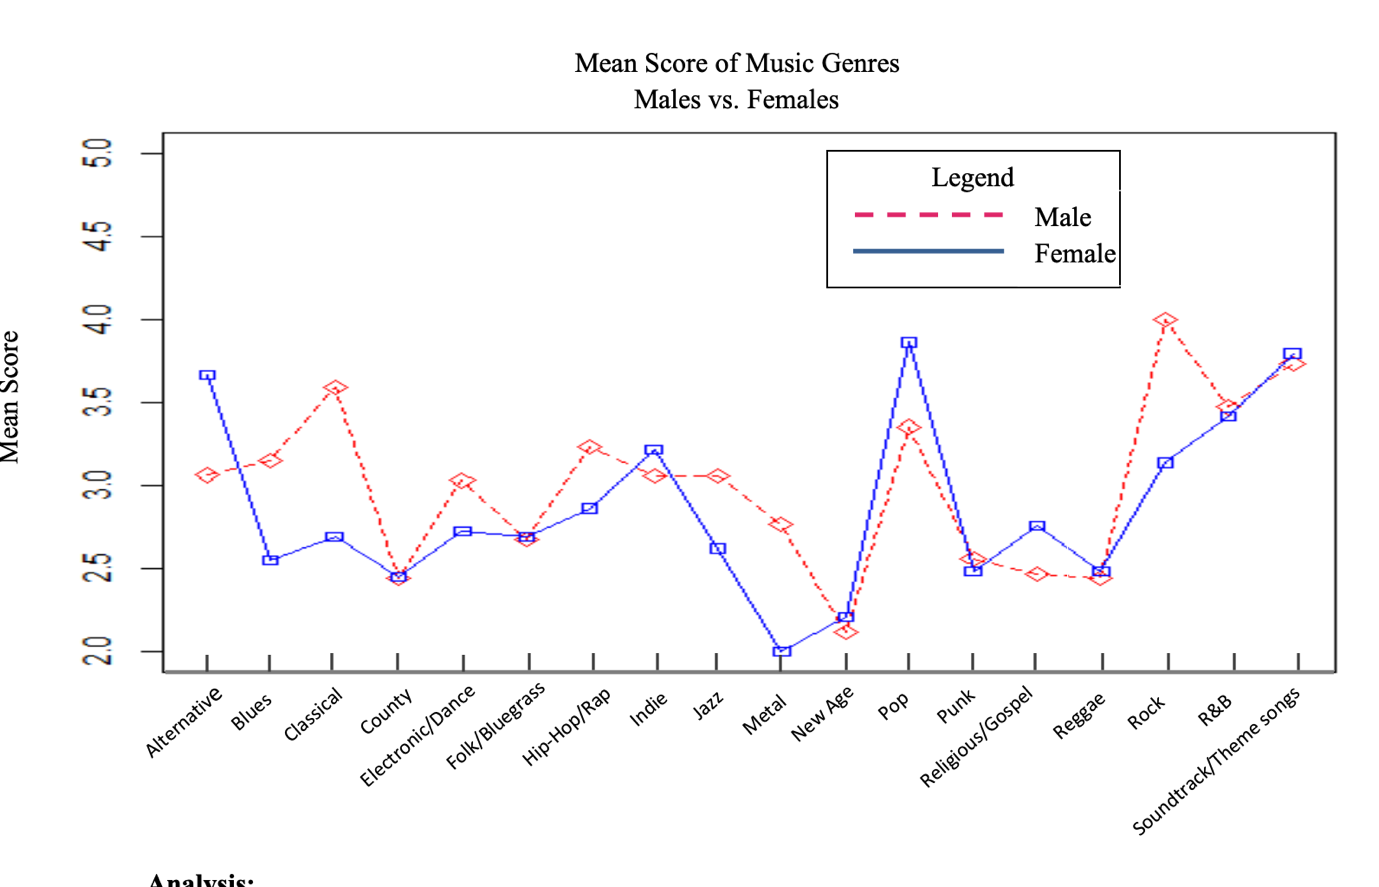 Mean Score of Music Genres
Males vs. Females
Legend
Male
Female
Mean Score
5.0
4.5
4.0
3.5
3.0
2.5
2.0
Alternative
Blues
Classical
County
Electronic/Dance
Folk/Bluegrass
Hip-Hop/Rap
Indie
Jazz
Metal
New Age
Pop
Punk
Religious/Gospel
Reggae
Rock
R&B
Soundtrack/Theme songs
Analysis: